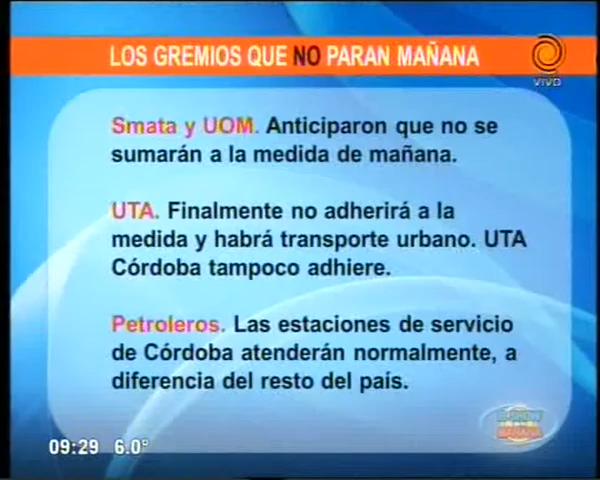 LOS GREMIOS QUE NO PARAN MAÑANA
VIVO
Smata y UOM. Anticiparon que no se
sumarán a la medida de mañana.
UTA. Finalmente no adherirá a la
medida y habrá transporte urbano. UTA
Córdoba tampoco adhiere.
Petroleros. Las estaciones de servicio
de Córdoba atenderán normalmente, a
diferencia del resto del país.
09:29 6.0°